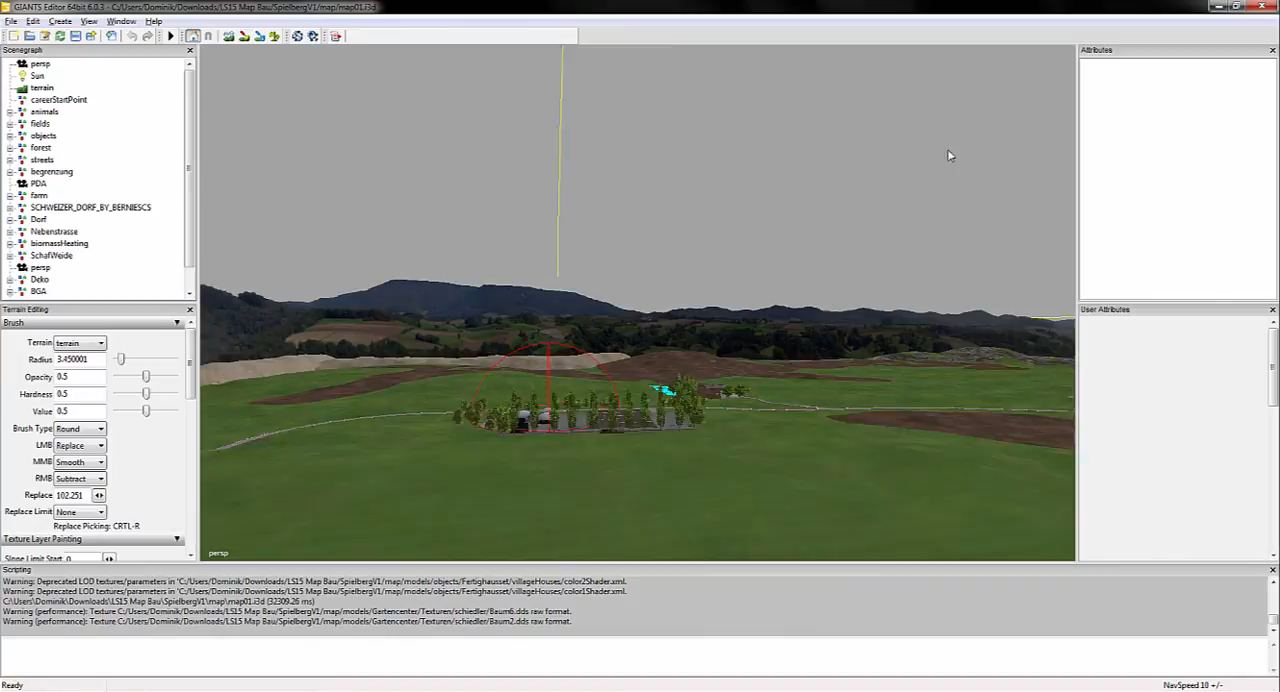 GIANTS Editor 64bit 6.0.3 - C:/Users/Dominik/Downloads/LS15 Map Bau/SpielbergV1/map/map01.i3d
File Edit Create View Window Help
Scenegraph
persp
Sun
terrain
careerStartPoint
animals
fields
objects
forest
streets
begrenzung
PDA
farm
SCHWEIZER_DORF_BY_BERNIESCS
Dorf
Nebenstrasse
biomassHeating
SchafWeide
persp
Deko
BGA
Terrain Editing
Brush
Terrain terrain
Radius 3.450001
Opacity 0.5
Hardness 0.5
Value 0.5
Brush Type Round
LMB Replace
MMB Smooth
RMB Subtract
Replace 102.251
Replace Limit None
Replace Picking: CRTL-R
Texture Layer Painting
Slope Limit Start 0
persp
Attributes
User Attributes
Scripting
Warning: Deprecated LOD textures/parameters in 'C:/Users/Dominik/Downloads/LS15 Map Bau/SpielbergV1/map/models/objects/Fertighausset/villageHouses/color2Shader.xml.
Warning: Deprecated LOD textures/parameters in 'C:/Users/Dominik/Downloads/LS15 Map Bau/SpielbergV1/map/models/objects/Fertighausset/villageHouses/color1Shader.xml.
C:\Users\Dominik\Downloads\LS15 Map Bau\SpielbergV1\map\map01.i3d (32309.26 ms)
Warning (performance): Texture C:/Users/Dominik/Downloads/LS15 Map Bau/SpielbergV1/map/models/Gartencenter/Texturen/schiedler/Baum6.dds raw format.
Warning (performance): Texture C:/Users/Dominik/Downloads/LS15 Map Bau/SpielbergV1/map/models/Gartencenter/Texturen/schiedler/Baum2.dds raw format.
Ready
NavSpeed 10 +/-